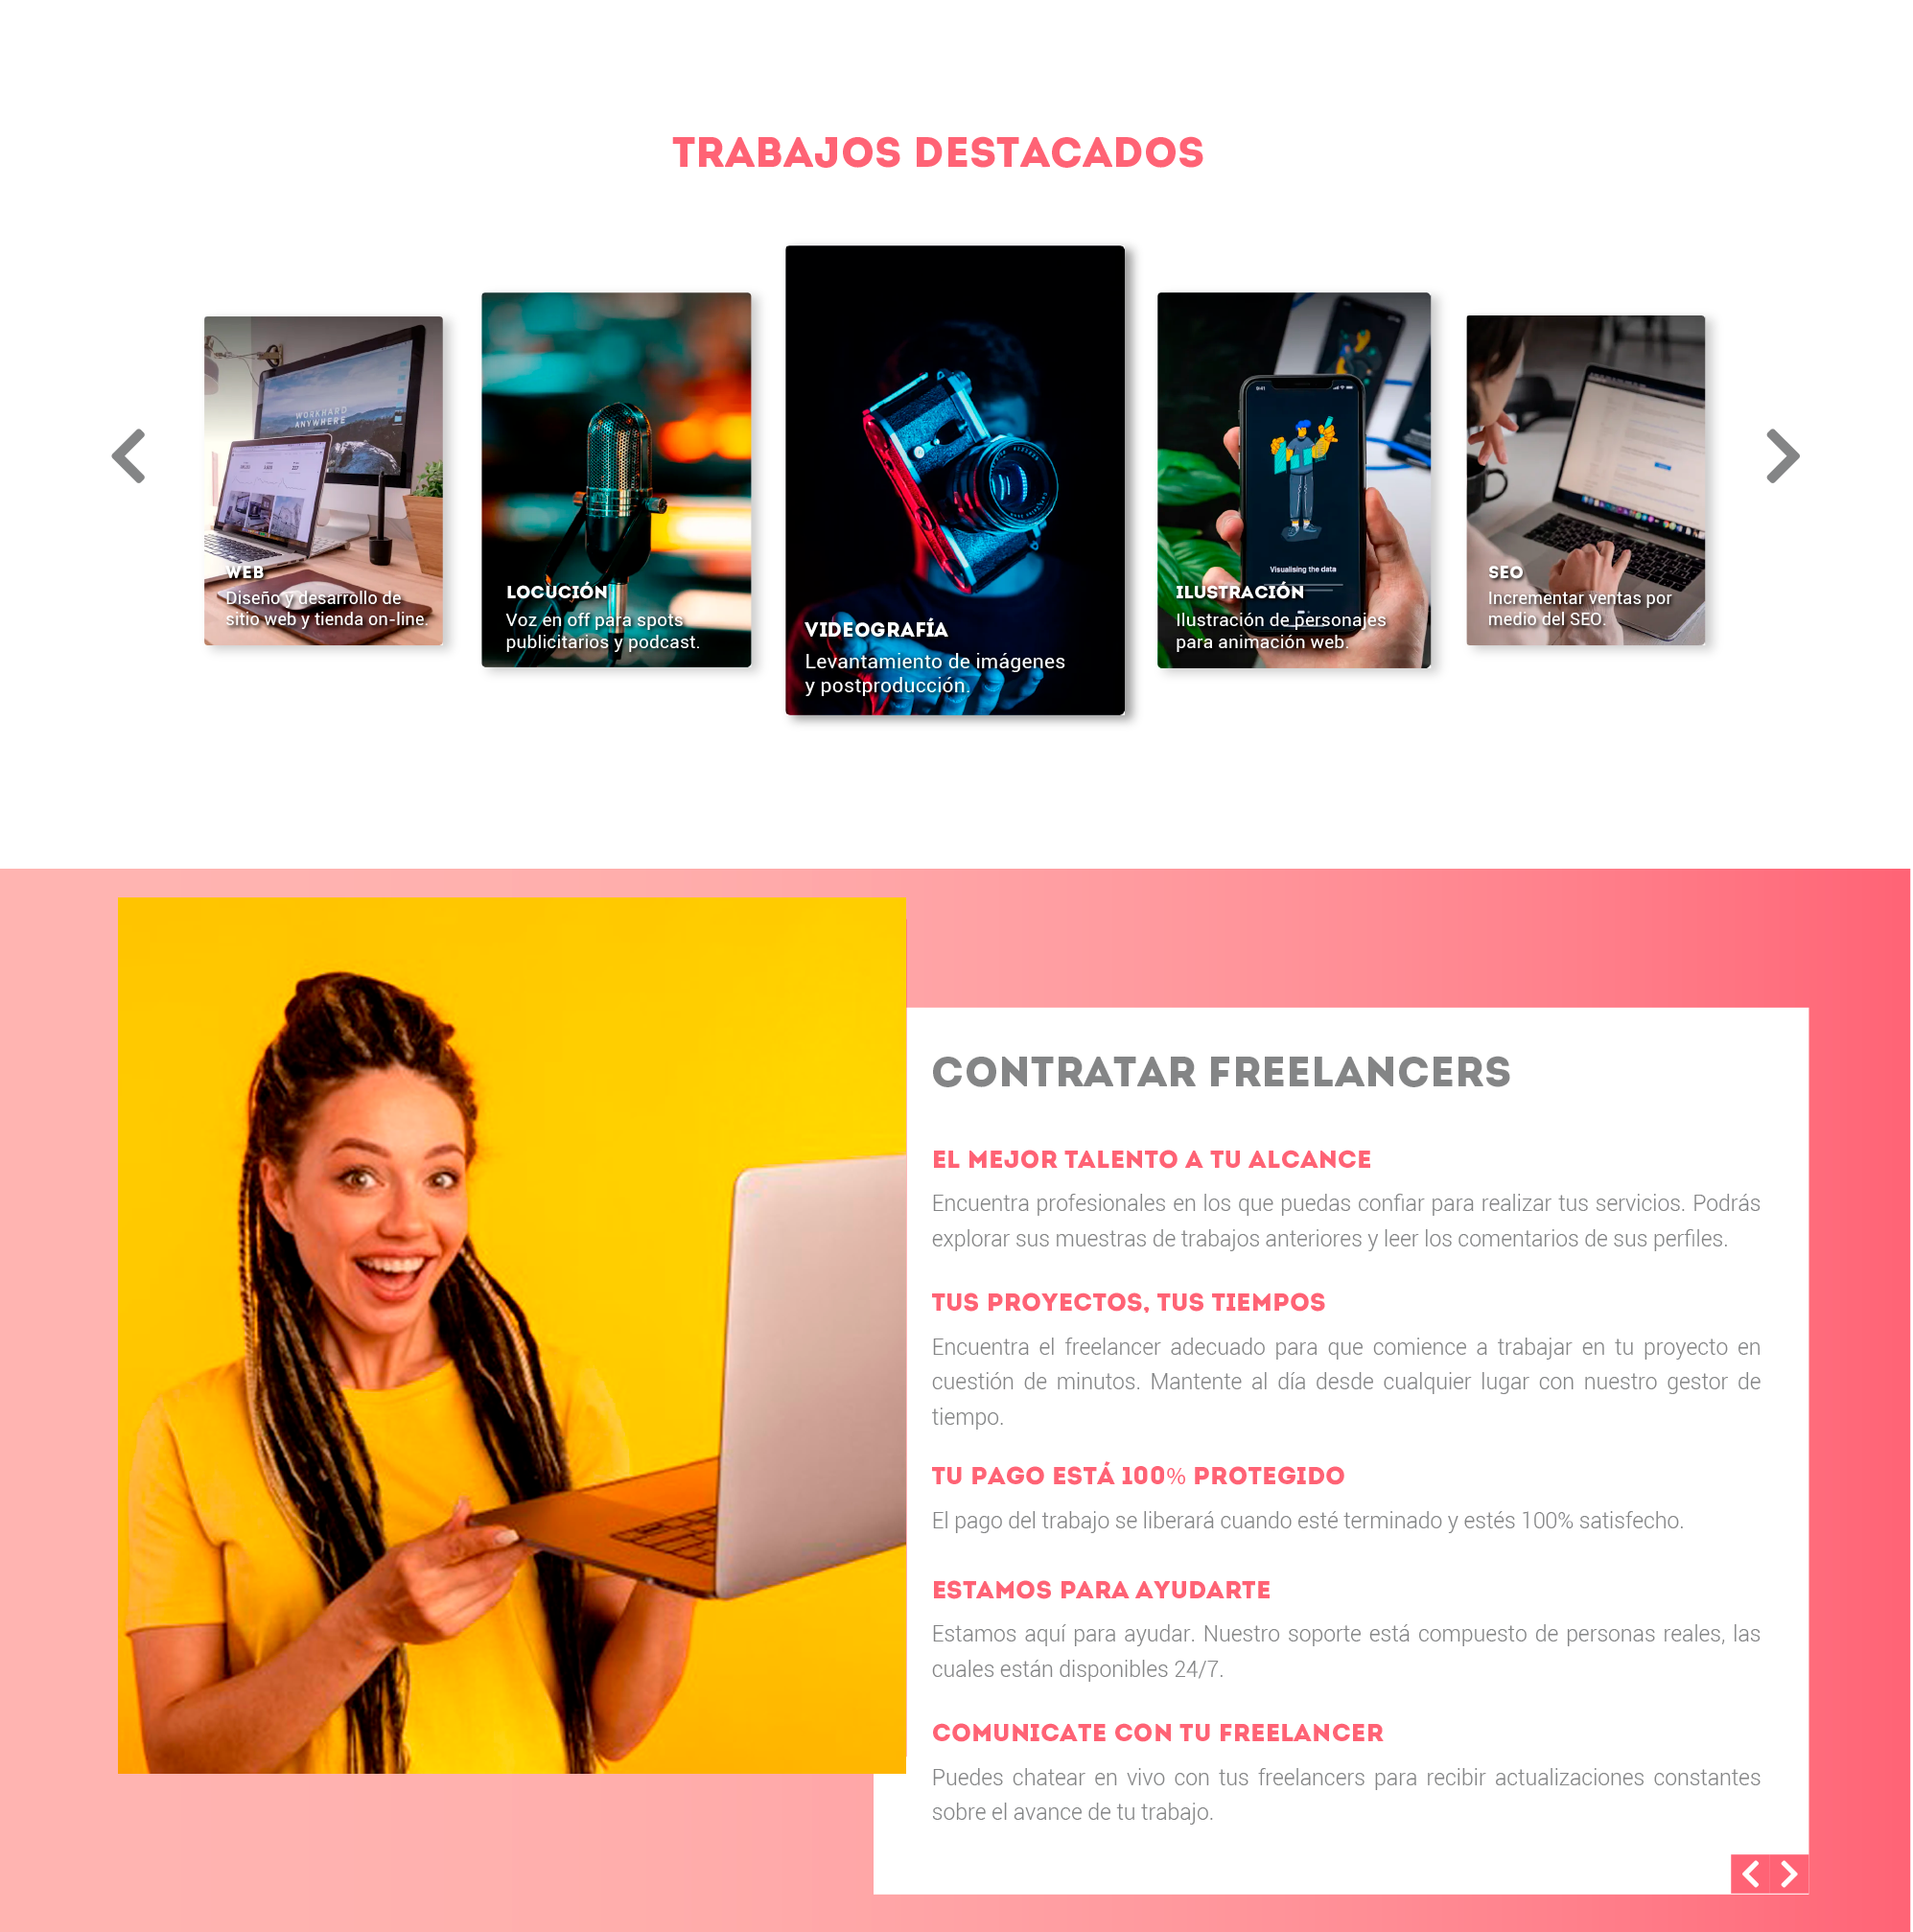 TRABAJOS DESTACADOS
WORKHARD
ANYWHERE
WEB
Diseño y desarrollo de
sitio web y tienda on-line.
LOCUCIÓN
Voz en off para spots
publicitarios y podcast.
VIDEOGRAFÍA
Levantamiento de imágenes
y postproducción.
9:41
Visualising the data
ILUSTRACIÓN
Ilustración de personajes
para animación web.
SEO
Incrementar ventas por
medio del SEO.
CONTRATAR FREELANCERS
EL MEJOR TALENTO A TU ALCANCE
Encuentra profesionales en los que puedas confiar para realizar tus servicios. Podrás
explorar sus muestras de trabajos anteriores y leer los comentarios de sus perfiles.
TUS PROYECTOS, TUS TIEMPOS
Encuentra el freelancer adecuado para que comience a trabajar en tu proyecto en
cuestión de minutos. Mantente al día desde cualquier lugar con nuestro gestor de
tiempo.
TU PAGO ESTÁ 100% PROTEGIDO
El pago del trabajo se liberará cuando esté terminado y estés 100% satisfecho.
ESTAMOS PARA AYUDARTE
Estamos aquí para ayudar. Nuestro soporte está compuesto de personas reales, las
cuales están disponibles 24/7.
COMUNICATE CON TU FREELANCER
Puedes chatear en vivo con tus freelancers para recibir actualizaciones constantes
sobre el avance de tu trabajo.